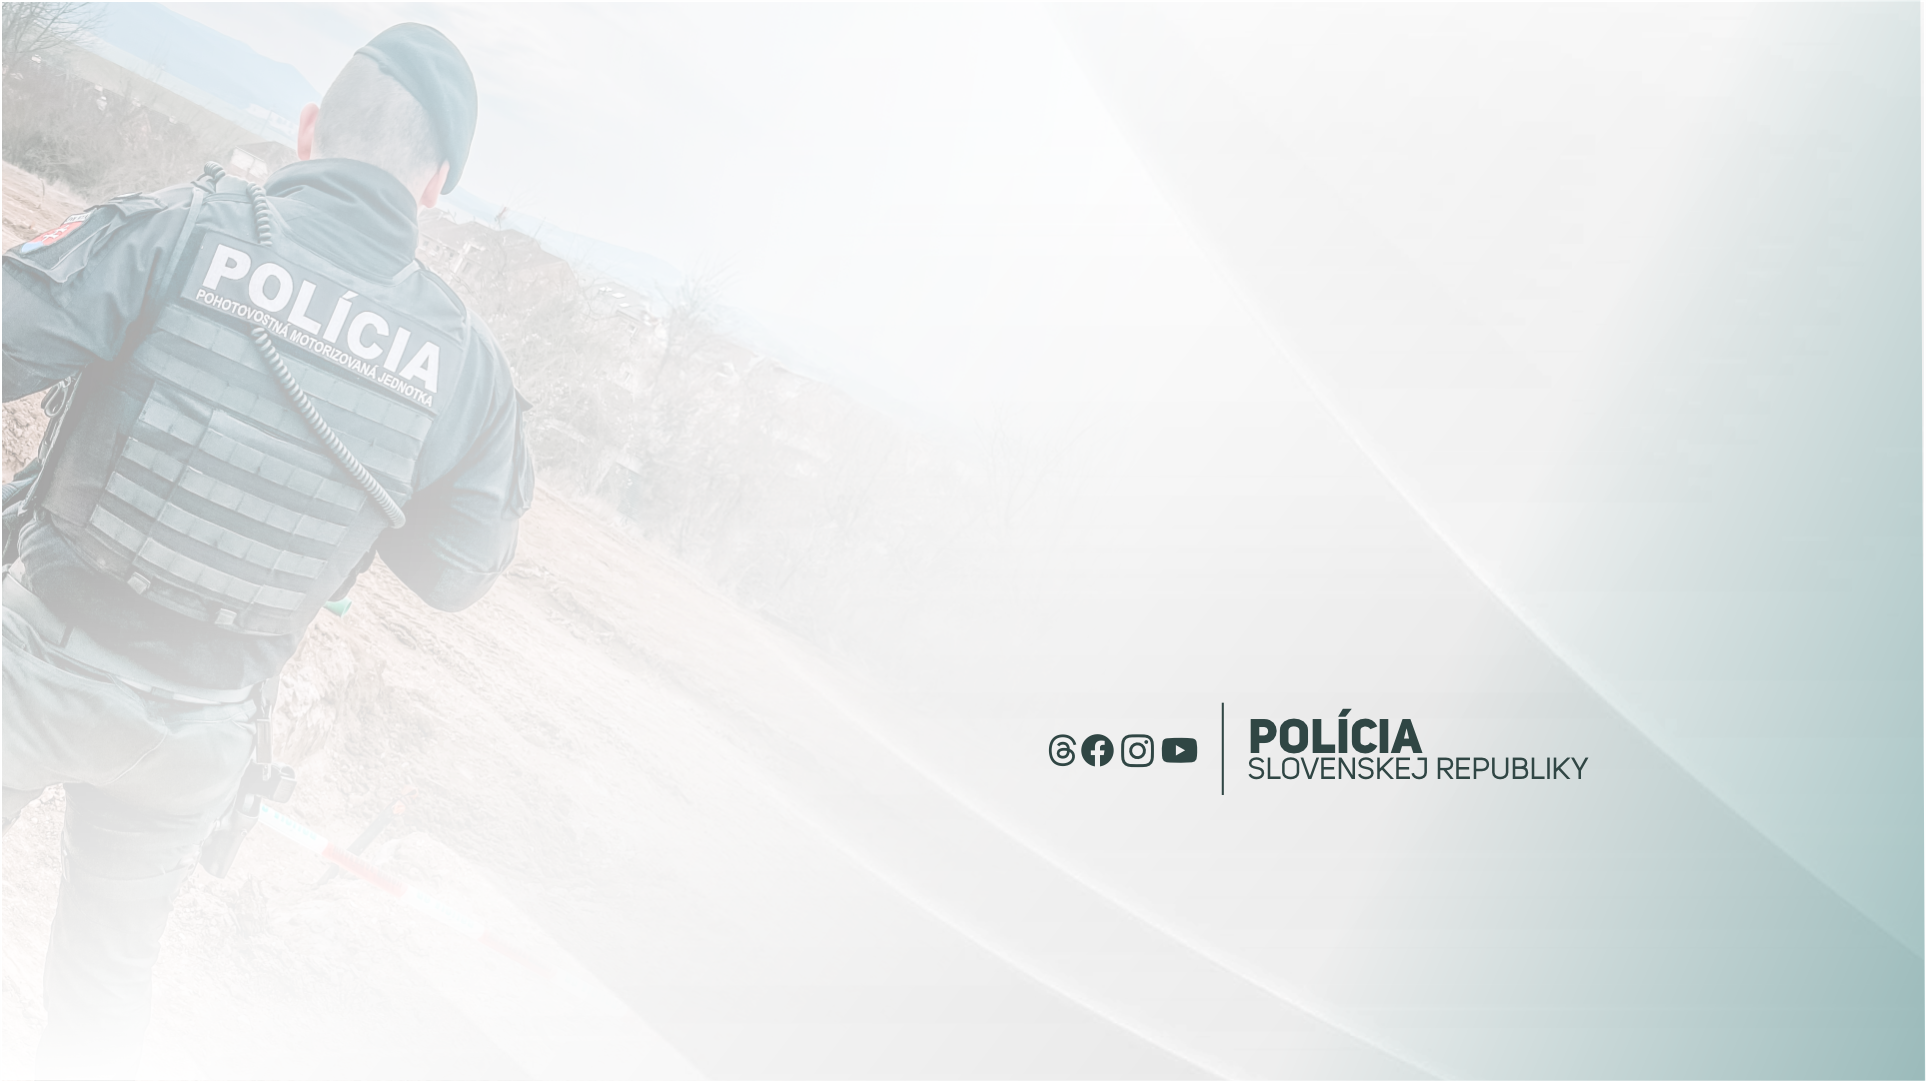 POLÍCIA
POHOTOVOSTNÁ MOTORIZOVANÁ JEDNOTKA
POLÍCIA
SLOVENSKEJ REPUBLIKY